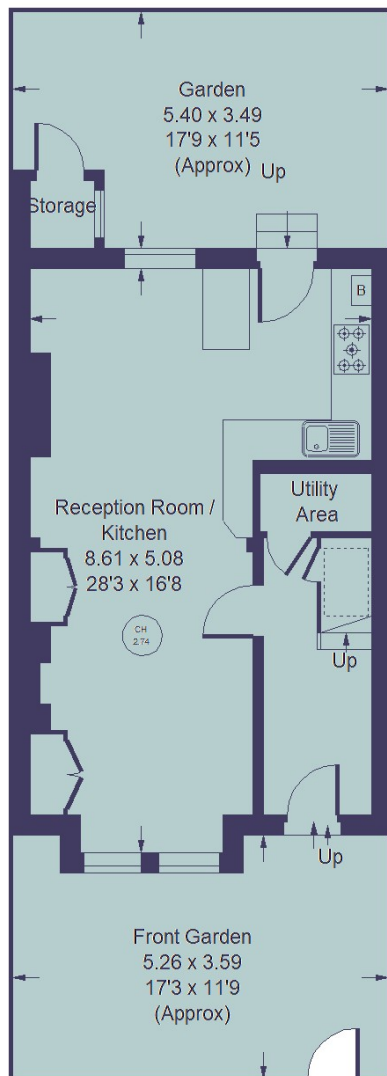 Garden
5.40 x 3.49
17'9 x 11'5
(Approx)
Up
Storage
B
Utility
Area
Reception Room /
Kitchen
8.61 x 5.08
28'3 x 16'8
CH
2.74
Up
Up
Front Garden
5.26 x 3.59
17'3 x 11'9
(Approx)